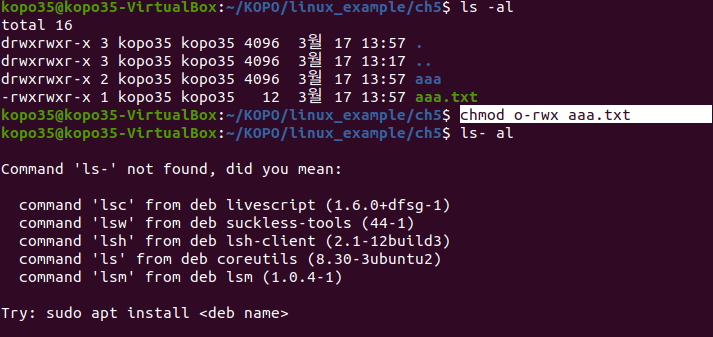 kopo35@kopo35-VirtualBox:~/KOPO/linux_example/ch5$ ls -al
total 16
drwxrwxr-x 3 kopo35 kopo35 4096  3월 17 13:57 .
drwxrwxr-x 3 kopo35 kopo35 4096  3월 17 13:17 ..
drwxrwxr-x 2 kopo35 kopo35 4096  3월 17 13:57 aaa
-rwxrwxr-x 1 kopo35 kopo35   12  3월 17 13:57 aaa.txt
kopo35@kopo35-VirtualBox:~/KOPO/linux_example/ch5$ chmod o-rwx aaa.txt
kopo35@kopo35-VirtualBox:~/KOPO/linux_example/ch5$ ls- al
Command 'ls-' not found, did you mean:
  command 'lsc' from deb livescript (1.6.0+dfsg-1)
  command 'lsw' from deb suckless-tools (44-1)
  command 'lsh' from deb lsh-client (2.1-12build3)
  command 'ls' from deb coreutils (8.30-3ubuntu2)
  command 'lsm' from deb lsm (1.0.4-1)
Try: sudo apt install <deb name>